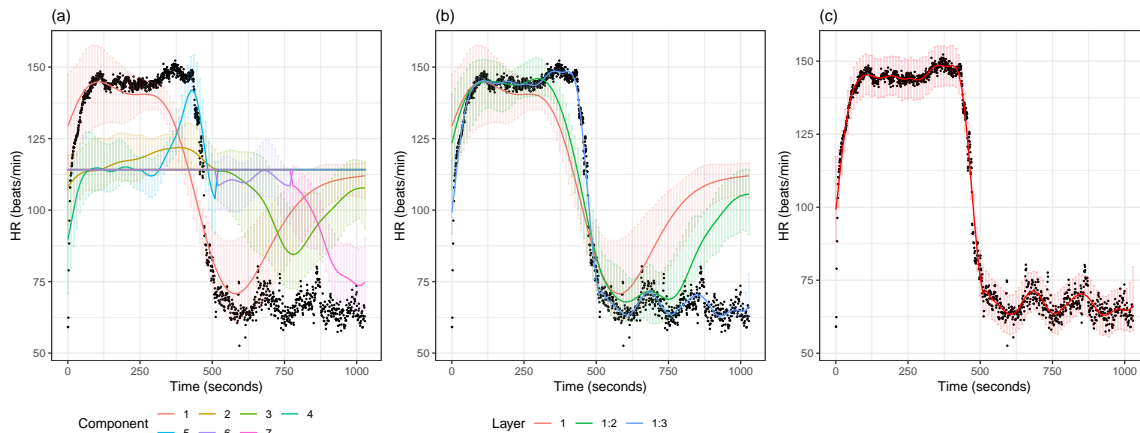 (a)
(b)
(c)
HR (beats/min)
150
125
100
75
50
0 250 500 750 1000
Time (seconds)
HR (beats/min)
150
125
100
75
50
0 250 500 750 1000
Time (seconds)
HR (beats/min)
150
125
100
75
50
0 250 500 750 1000
Time (seconds)
Component 1 2 3 4
5 6 7
Layer 1 1:2 1:3